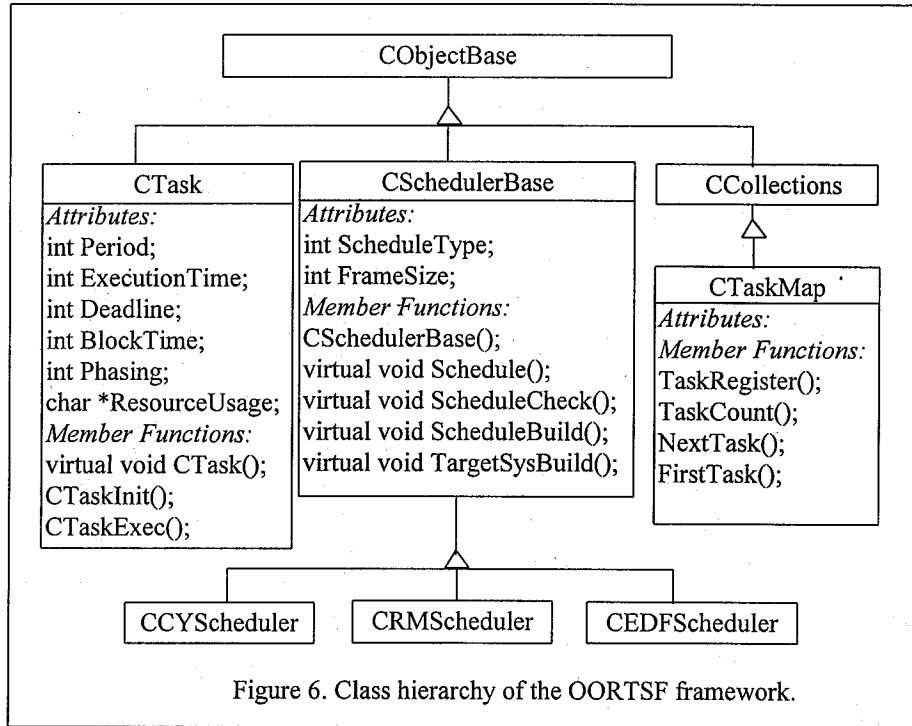 CObjectBase
CTask
Attributes:
int Period;
int ExecutionTime;
int Deadline;
int BlockTime;
int Phasing;
char *ResourceUsage;
Member Functions:
virtual void CTask();
CTaskInit();
CTaskExec();
CSchedulerBase
Attributes:
int ScheduleType;
int FrameSize;
Member Functions:
CSchedulerBase();
virtual void Schedule();
virtual void ScheduleCheck();
virtual void ScheduleBuild();
virtual void TargetSysBuild();
CCollections
CTaskMap
Attributes:
Member Functions:
TaskRegister();
TaskCount();
NextTask();
FirstTask();
CCYScheduler
CRMScheduler
CEDFScheduler
Figure 6. Class hierarchy of the OORTSF framework.